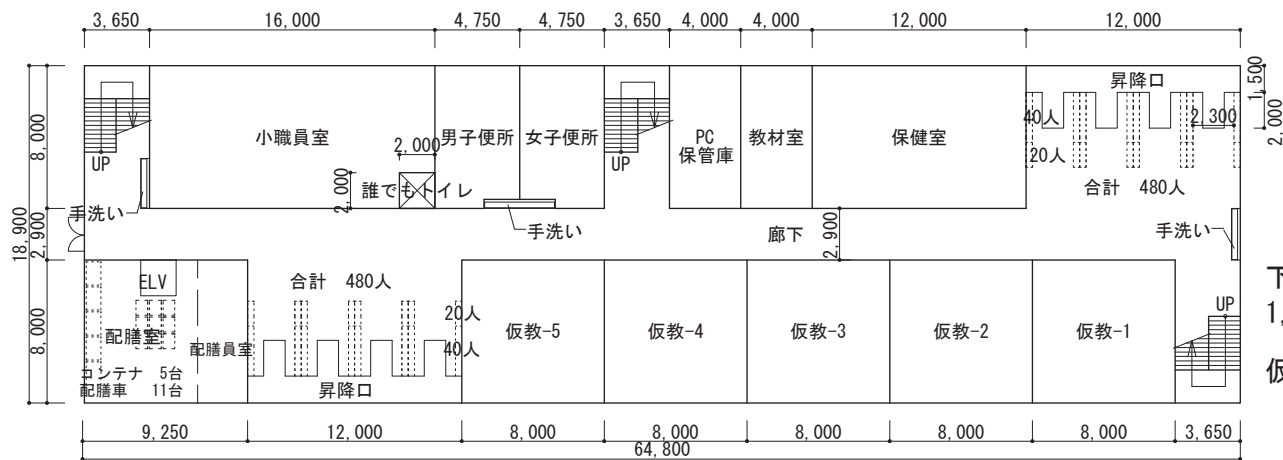 3,650 16,000 4,750 4,750 3,650 4,000 4,000 12,000 12,000
昇降口
1,500
2,000
40人
2,300
20人
合計 480人
8,000
小職員室
男子便所
女子便所
PC
保管庫
教材室
保健室
UP
UP
2,000
2,000
誰でもトイレ
手洗い
手洗い
手洗い
18,900
2,900
廊下
2,900
ELV
合計 480人
20人
40人
配膳室
配膳員室
コンテナ 5台
配膳車 11台
昇降口
仮教-5
仮教-4
仮教-3
仮教-2
仮教-1
UP
8,000
下
1,
仮
9,250 12,000 8,000 8,000 8,000 8,000 8,000 3,650
64,800